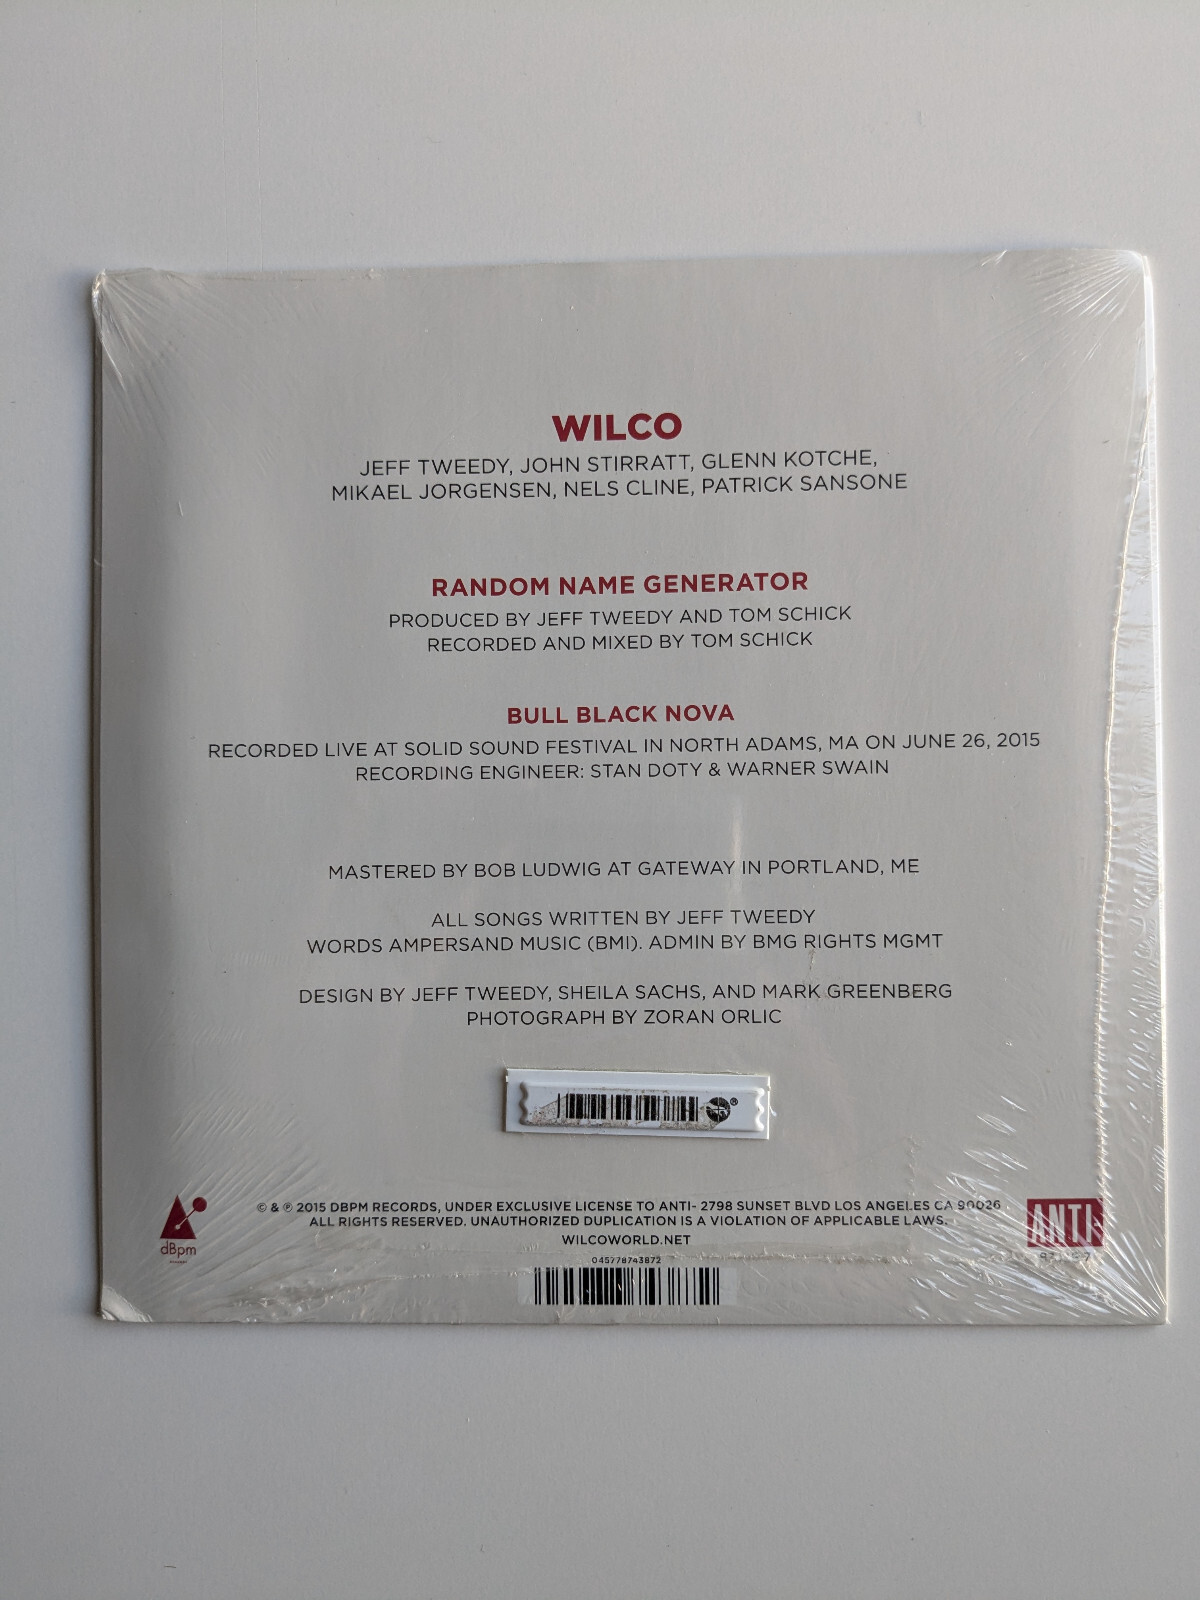 WILCO
JEFF TWEEDY, JOHN STIRRATT, GLENN KOTCHE,
MIKAEL JORGENSEN, NELS CLINE, PATRICK SANSONE
RANDOM NAME GENERATOR
PRODUCED BY JEFF TWEEDY AND TOM SCHICK
RECORDED AND MIXED BY TOM SCHICK
BULL BLACK NOVA
RECORDED LIVE AT SOLID SOUND FESTIVAL IN NORTH ADAMS, MA ON JUNE 26, 2015
RECORDING ENGINEER: STAN DOTY & WARNER SWAIN
MASTERED BY BOB LUDWIG AT GATEWAY IN PORTLAND, ME
ALL SONGS WRITTEN BY JEFF TWEEDY
WORDS AMPERSAND MUSIC (BMI). ADMIN BY BMG RIGHTS MGMT
DESIGN BY JEFF TWEEDY, SHEILA SACHS, AND MARK GREENBERG
PHOTOGRAPH BY ZORAN ORLIC
®
© & ℗ 2015 DBPM RECORDS, UNDER EXCLUSIVE LICENSE TO ANTI- 2798 SUNSET BLVD LOS ANGELES CA 90026
ALL RIGHTS RESERVED. UNAUTHORIZED DUPLICATION IS A VIOLATION OF APPLICABLE LAWS.
WILCOWORLD.NET
dBpm
ANTI-
045778743872